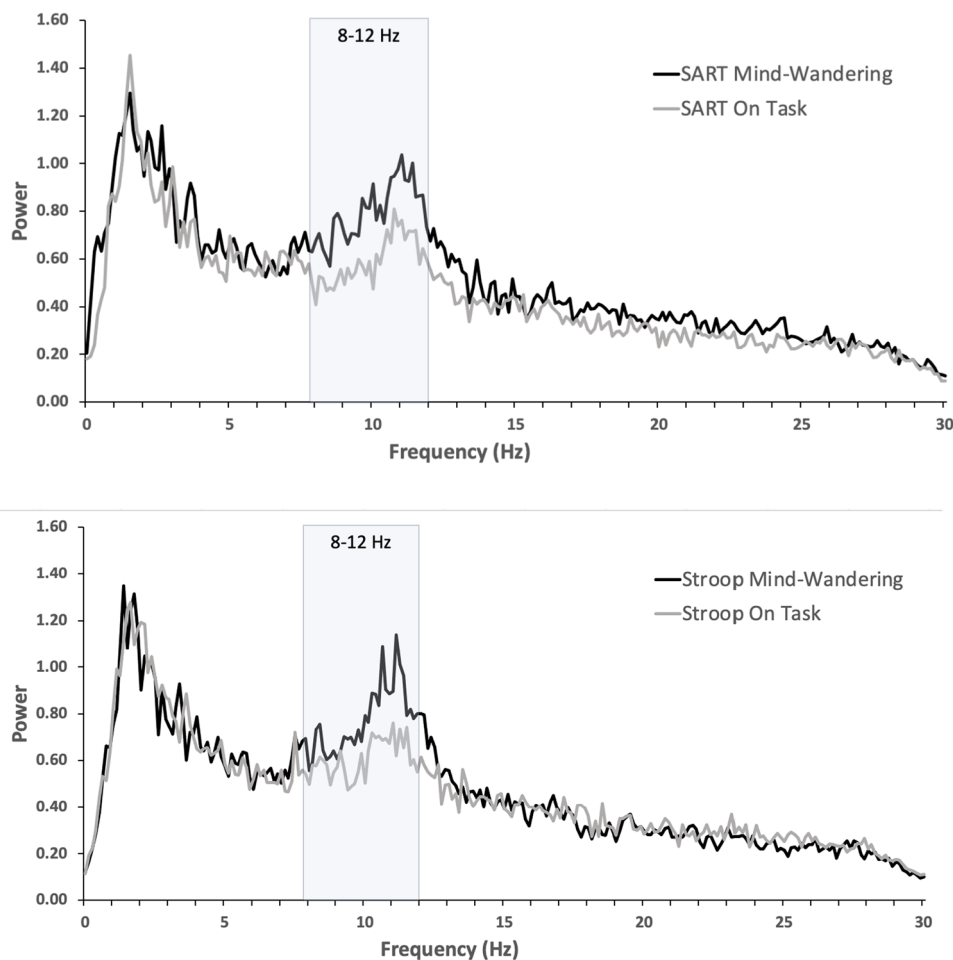 1.60
8-12 Hz
1.40
SART Mind-Wandering
1.20
SART On Task
1.00
Power
0.80
0.60
0.40
0.20
0.00
0 5 10 15 20 25 30
Frequency (Hz)
1.60
8-12 Hz
1.40
Stroop Mind-Wandering
1.20
Stroop On Task
1.00
Power
0.80
0.60
0.40
0.20
0.00
0 5 10 15 20 25 30
Frequency (Hz)